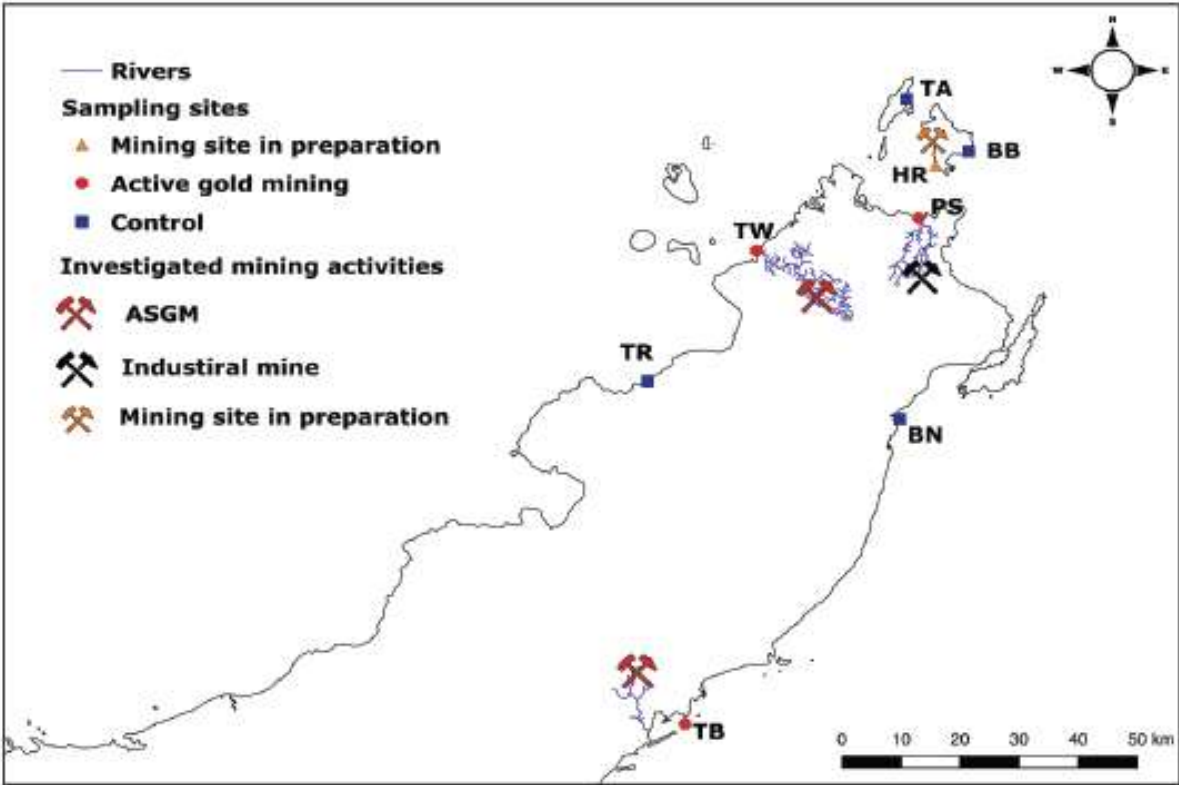 Rivers
Sampling sites
Mining site in preparation
Active gold mining
Control
Investigated mining activities
ASGM
Industiral mine
Mining site in preparation
N
W E
S
TA
BB
HR
PS
TW
TR
BN
TB
0 10 20 30 40 50 km